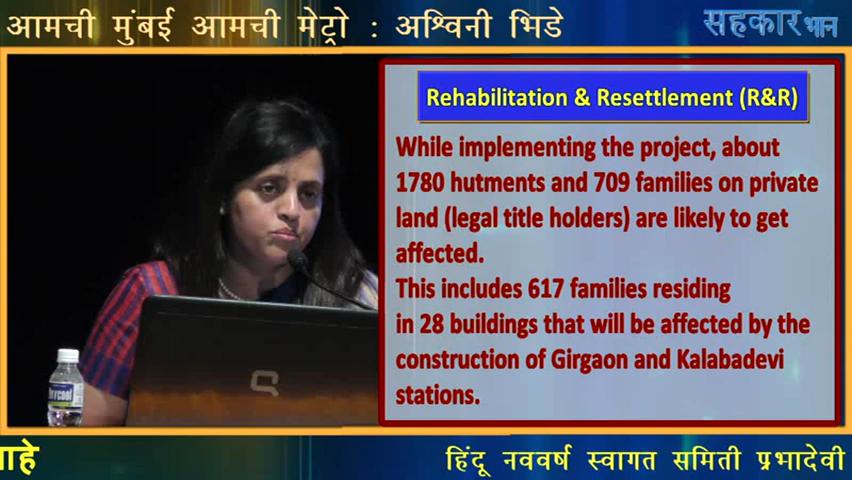 आमची मुंबई आमची मेट्रो : अश्विनी भिडे
सहकार भान
Rehabilitation & Resettlement (R&R)
While implementing the project, about
1780 hutments and 709 families on private
land (legal title holders) are likely to get
affected.
This includes 617 families residing
in 28 buildings that will be affected by the
construction of Girgaon and Kalabadevi
stations.
हिंदू नववर्ष स्वागत समिती प्रभादेवी